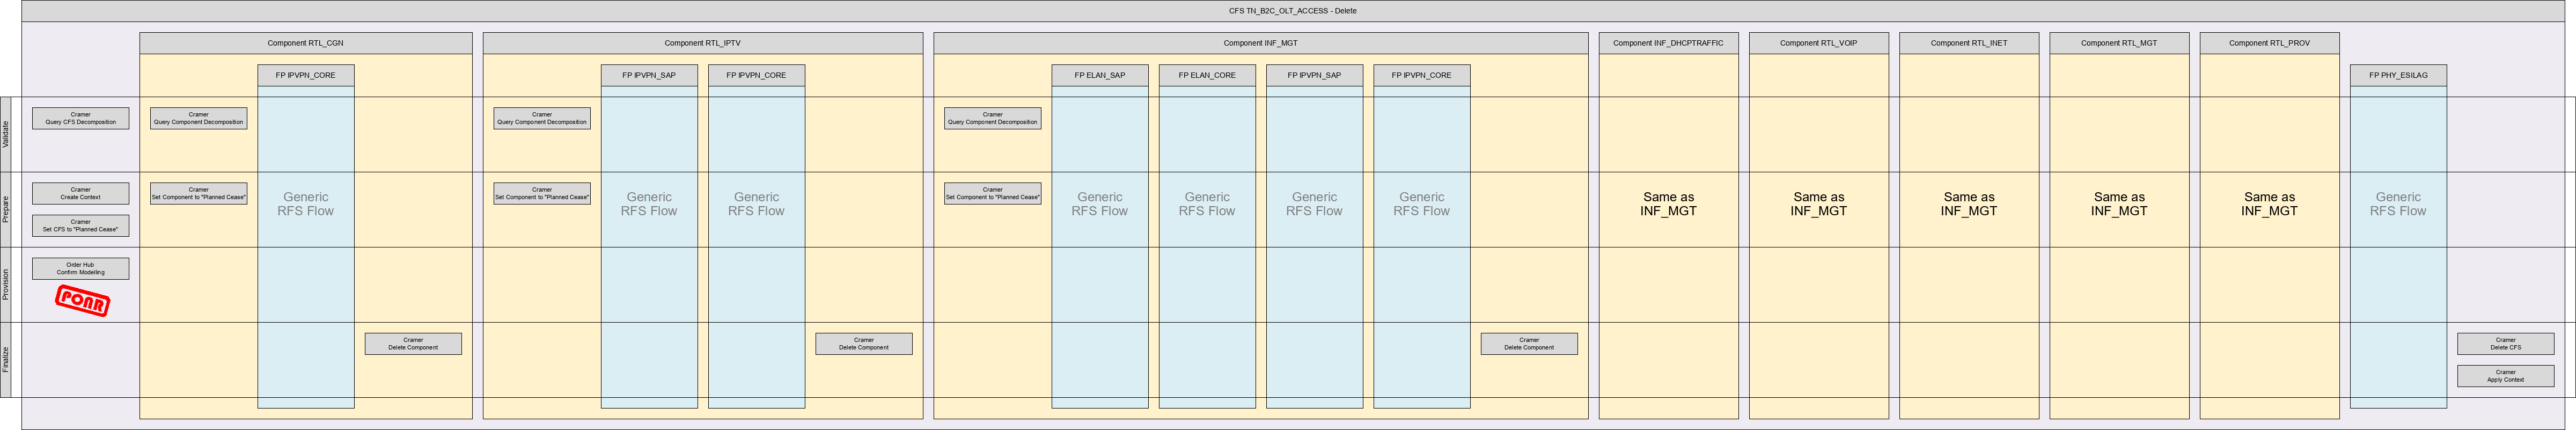 CFS TN_B2C_OLT_ACCESS - Delete
Component RTL_CGN
Component RTL_IPTV
Component INF_MGT
Component INF_DHCPTRAFFIC
Component RTL_VOIP
Component RTL_INET
Component RTL_MGT
Component RTL_PROV
FP IPVPN_CORE
FP IPVPN_SAP
FP IPVPN_CORE
FP ELAN_SAP
FP ELAN_CORE
FP IPVPN_SAP
FP IPVPN_CORE
FP PHY_ESILAG
Validate
Cramer
Query CFS Decomposition
Cramer
Query Component Decomposition
Cramer
Query Component Decomposition
Cramer
Query Component Decomposition
Prepare
Cramer
Create Context
Cramer
Set CFS to "Planned Cease"
Cramer
Set Component to "Planned Cease"
Generic
RFS Flow
Cramer
Set Component to "Planned Cease"
Generic
RFS Flow
Generic
RFS Flow
Cramer
Set Component to "Planned Cease"
Generic
RFS Flow
Generic
RFS Flow
Generic
RFS Flow
Generic
RFS Flow
Same as
INF_MGT
Same as
INF_MGT
Same as
INF_MGT
Same as
INF_MGT
Same as
INF_MGT
Generic
RFS Flow
Provision
Order Hub
Confirm Modelling
PONR
Finalize
Cramer
Delete Component
Cramer
Delete Component
Cramer
Delete Component
Cramer
Delete CFS
Cramer
Apply Context